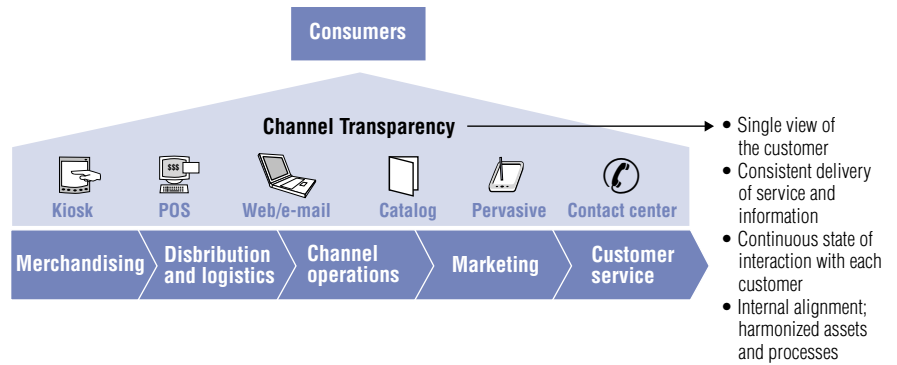 Consumers
Channel Transparency
$$$
Kiosk
POS
Web/e-mail
Catalog
Pervasive
Contact center
Merchandising
Disbribution
and logistics
Channel
operations
Marketing
Customer
service
• Single view of
the customer
• Consistent delivery
of service and
information
• Continuous state of
interaction with each
customer
• Internal alignment;
harmonized assets
and processes